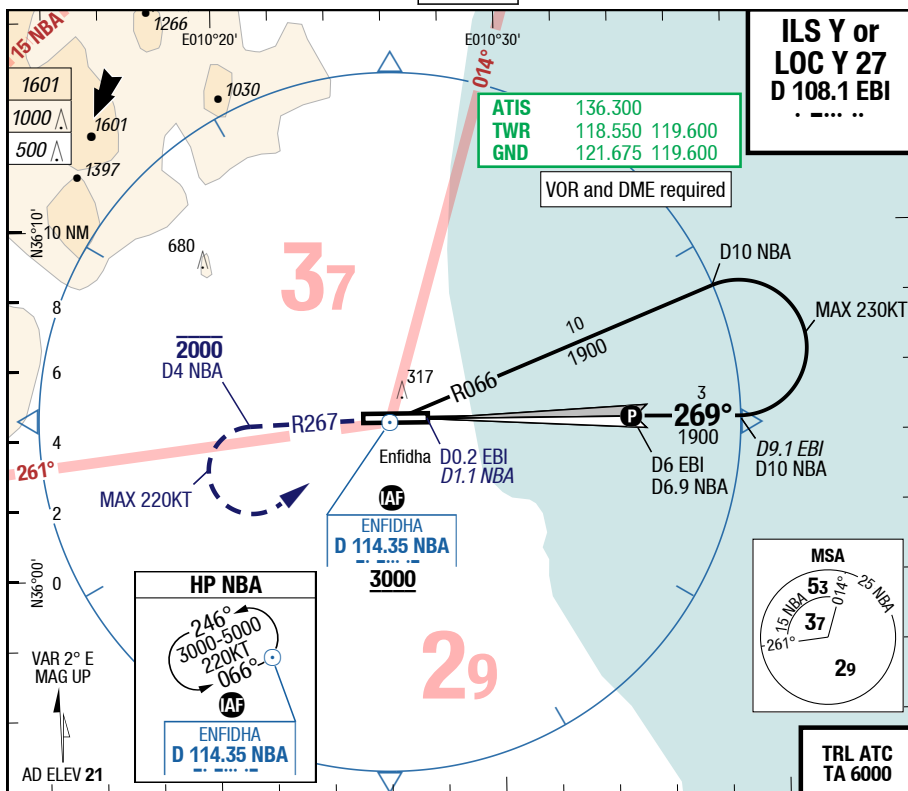 15 NBA
1266
E010°20'
014°
E010°30'
ILS Y or
LOC Y 27
D 108.1 EBI
1601
1000
500
1601
1030
1397
ATIS 136.300
TWR 118.550 119.600
GND 121.675 119.600
VOR and DME required
N36°10'
10 NM
680
37
D10 NBA
MAX 230KT
8
6
4
2
0
10
1900
R066
2000
D4 NBA
317
R267
P
3
269°
1900
D9.1 EBI
D10 NBA
261°
Enfidha
D0.2 EBI
D1.1 NBA
D6 EBI
D6.9 NBA
MAX 220KT
IAF
ENFIDHA
D 114.35 NBA
3000
N36°00'
HP NBA
246°
3000-5000
220KT
066°
IAF
ENFIDHA
D 114.35 NBA
29
MSA
53
15 NBA
014°
25 NBA
37
261°
29
VAR 2° E
MAG UP
AD ELEV 21
TRL ATC
TA 6000